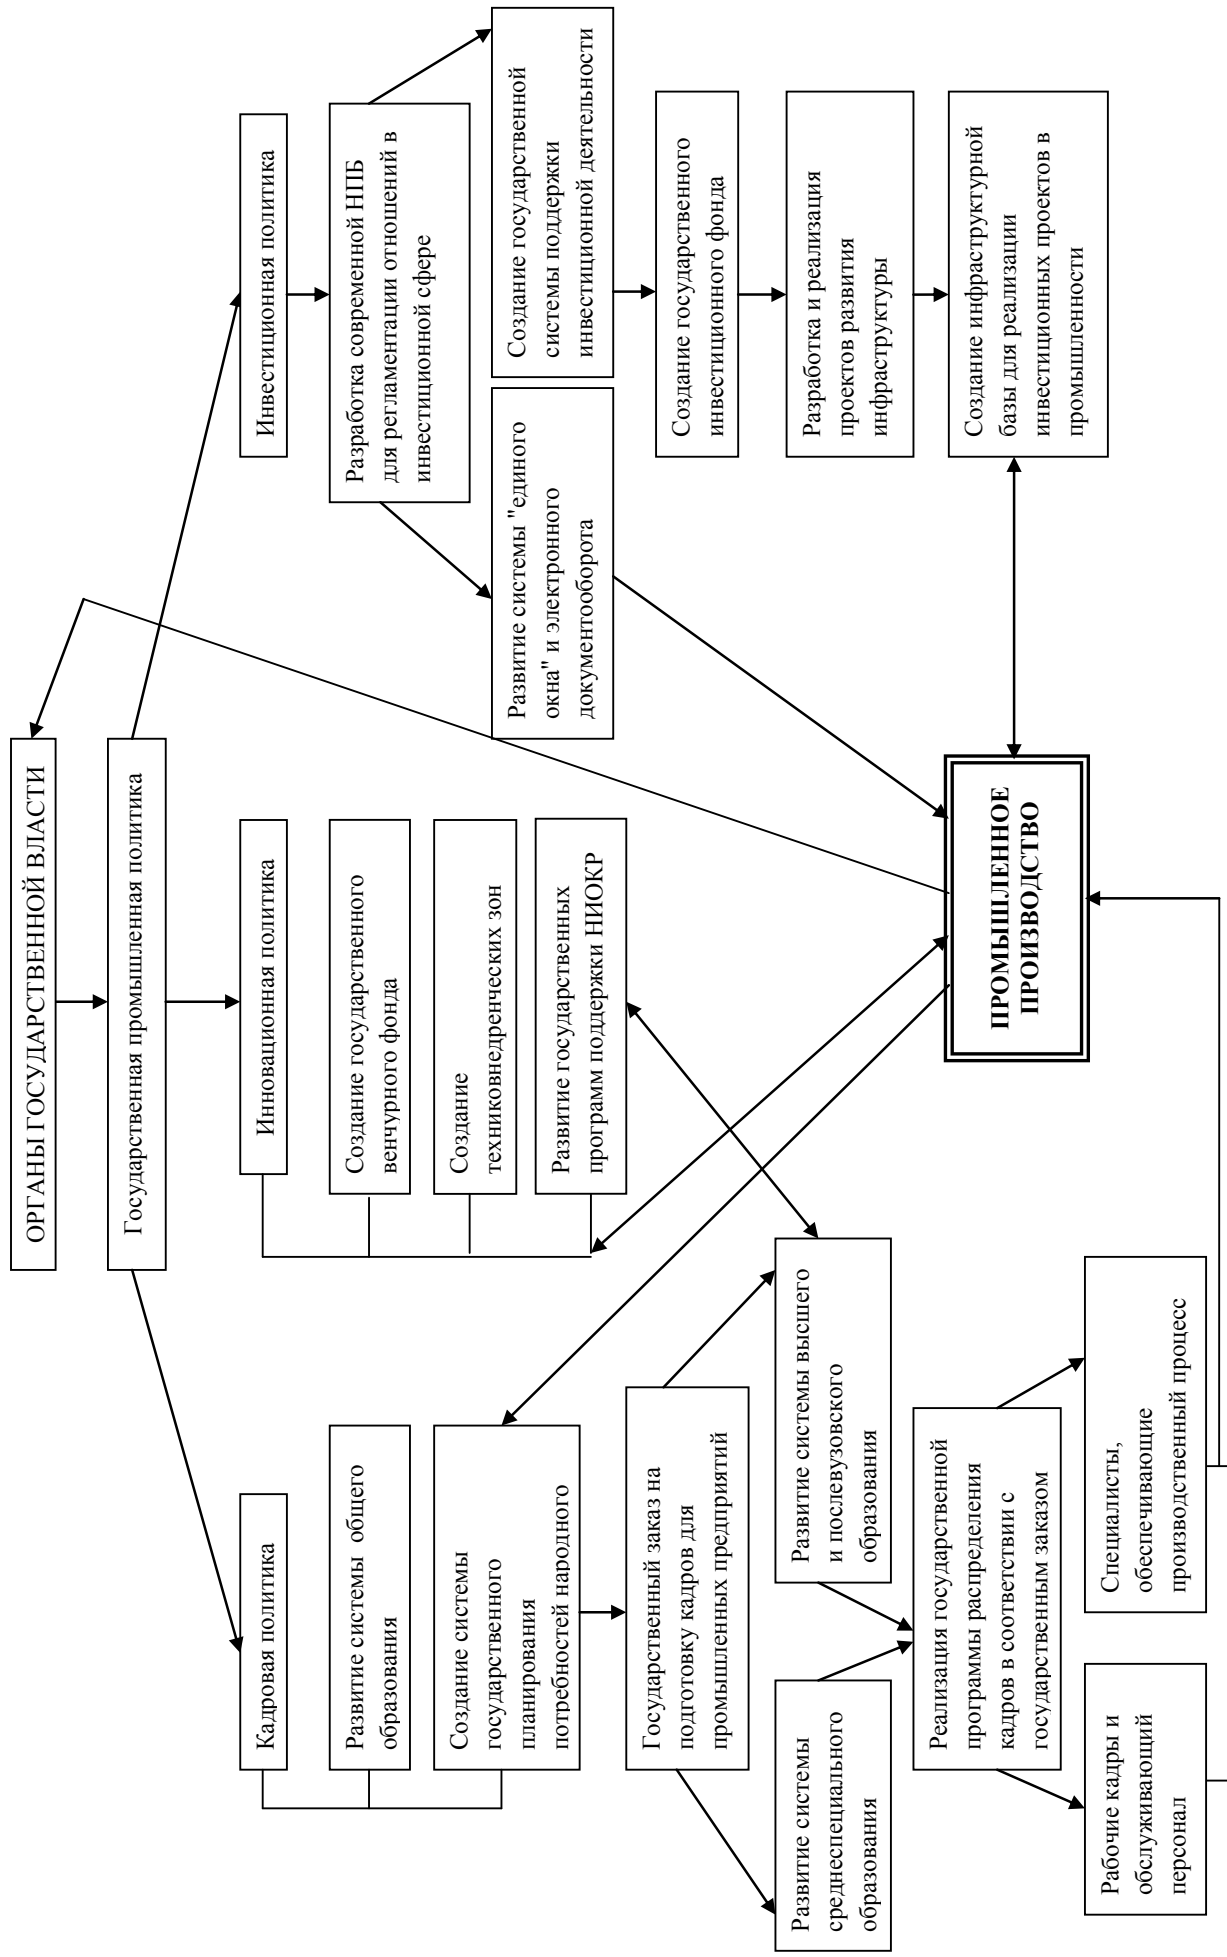 ОРГАНЫ ГОСУДАРСТВЕННОЙ ВЛАСТИ
Государственная промышленная политика
Кадровая политика
Инновационная политика
Инвестиционная политика
Развитие системы общего
образования
Создание системы
государственного
планирования
потребностей народного
Государственный заказ на
подготовку кадров для
промышленных предприятий
Развитие системы
среднеспециального
образования
Развитие системы высшего
и послевузовского
образования
Реализация государственной
программы распределения
кадров в соответствии с
государственным заказом
Рабочие кадры и
обслуживающий
персонал
Специалисты,
обеспечивающие
производственный процесс
Создание государственного
венчурного фонда
Создание
техниковнедренческих зон
Развитие государственных
программ поддержки НИОКР
ПРОМЫШЛЕННОЕ
ПРОИЗВОДСТВО
Разработка современной НПБ
для регламентации отношений в
инвестиционной сфере
Развитие системы "единого
окна" и электронного
документооборота
Создание государственной
системы поддержки
инвестиционной деятельности
Создание государственного
инвестиционного фонда
Разработка и реализация
проектов развития
инфраструктуры
Создание инфраструктурной
базы для реализации
инвестиционных проектов в
промышленности